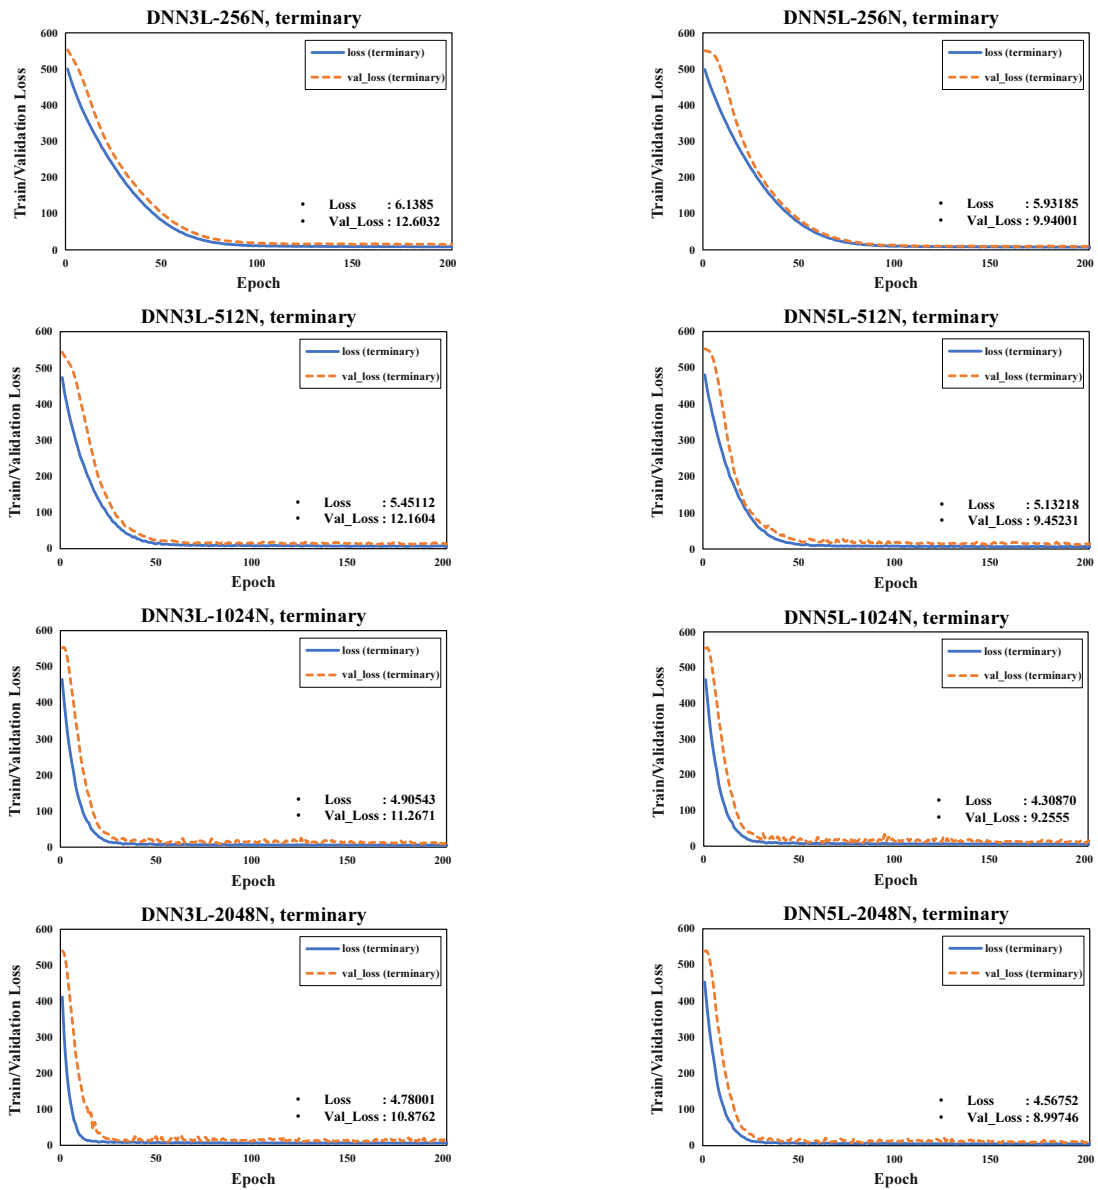 DNN3L-256N, terminary
600
500
400
300
200
100
0
Train/Validation Loss
loss (terminary)
val_loss (terminary)
• Loss : 6.1385
• Val_Loss : 12.6032
0 50 100 150 200
Epoch
DNN5L-256N, terminary
600
500
400
300
200
100
0
Train/Validation Loss
loss (terminary)
val_loss (terminary)
• Loss : 5.93185
• Val_Loss : 9.94001
0 50 100 150 200
Epoch
DNN3L-512N, terminary
600
500
400
300
200
100
0
Train/Validation Loss
loss (terminary)
val_loss (terminary)
• Loss : 5.45112
• Val_Loss : 12.1604
0 50 100 150 200
Epoch
DNN5L-512N, terminary
600
500
400
300
200
100
0
Train/Validation Loss
loss (terminary)
val_loss (terminary)
• Loss : 5.13218
• Val_Loss : 9.45231
0 50 100 150 200
Epoch
DNN3L-1024N, terminary
600
500
400
300
200
100
0
Train/Validation Loss
loss (terminary)
val_loss (terminary)
• Loss : 4.90543
• Val_Loss : 11.2671
0 50 100 150 200
Epoch
DNN5L-1024N, terminary
600
500
400
300
200
100
0
Train/Validation Loss
loss (terminary)
val_loss (terminary)
• Loss : 4.30870
• Val_Loss : 9.2555
0 50 100 150 200
Epoch
DNN3L-2048N, terminary
600
500
400
300
200
100
0
Train/Validation Loss
loss (terminary)
val_loss (terminary)
• Loss : 4.78001
• Val_Loss : 10.8762
0 50 100 150 200
Epoch
DNN5L-2048N, terminary
600
500
400
300
200
100
0
Train/Validation Loss
loss (terminary)
val_loss (terminary)
• Loss : 4.56752
• Val_Loss : 8.99746
0 50 100 150 200
Epoch